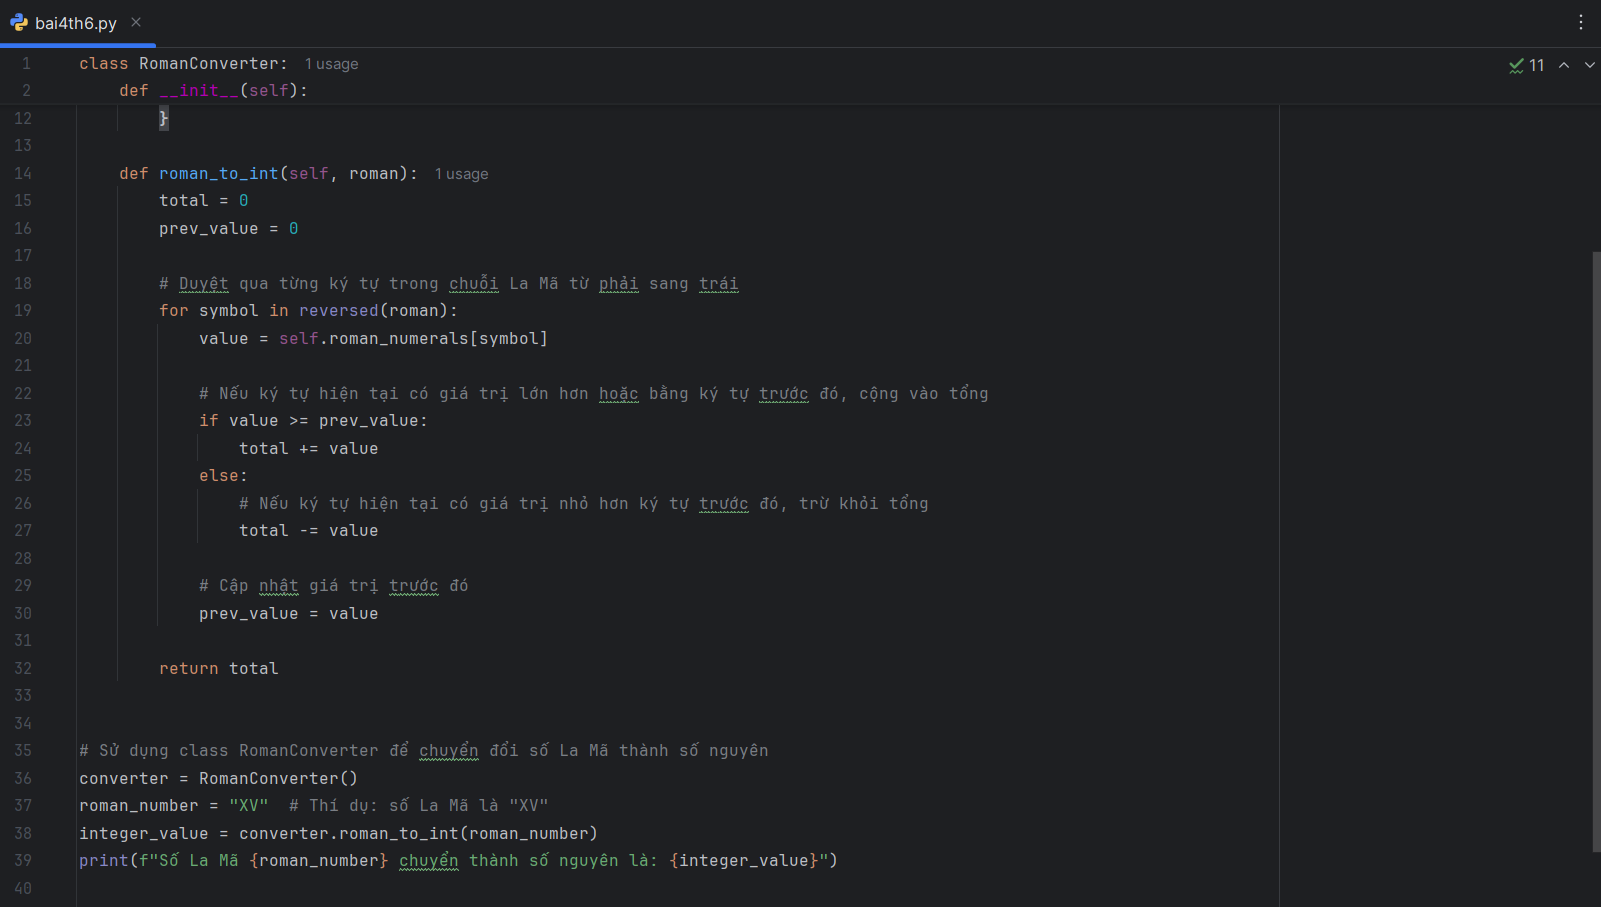 bai4th6.py
11
1 class RomanConverter: 1 usage
2     def __init__(self):
12         }
13
14     def roman_to_int(self, roman): 1 usage
15         total = 0
16         prev_value = 0
17
18         # Duyệt qua từng ký tự trong chuỗi La Mã từ phải sang trái
19         for symbol in reversed(roman):
20             value = self.roman_numerals[symbol]
21
22             # Nếu ký tự hiện tại có giá trị lớn hơn hoặc bằng ký tự trước đó, cộng vào tổng
23             if value >= prev_value:
24                 total += value
25             else:
26                 # Nếu ký tự hiện tại có giá trị nhỏ hơn ký tự trước đó, trừ khỏi tổng
27                 total -= value
28
29             # Cập nhật giá trị trước đó
30             prev_value = value
31
32         return total
33
34
35 # Sử dụng class RomanConverter để chuyển đổi số La Mã thành số nguyên
36 converter = RomanConverter()
37 roman_number = "XV"  # Thí dụ: số La Mã là "XV"
38 integer_value = converter.roman_to_int(roman_number)
39 print(f"Số La Mã {roman_number} chuyển thành số nguyên là: {integer_value}")
40